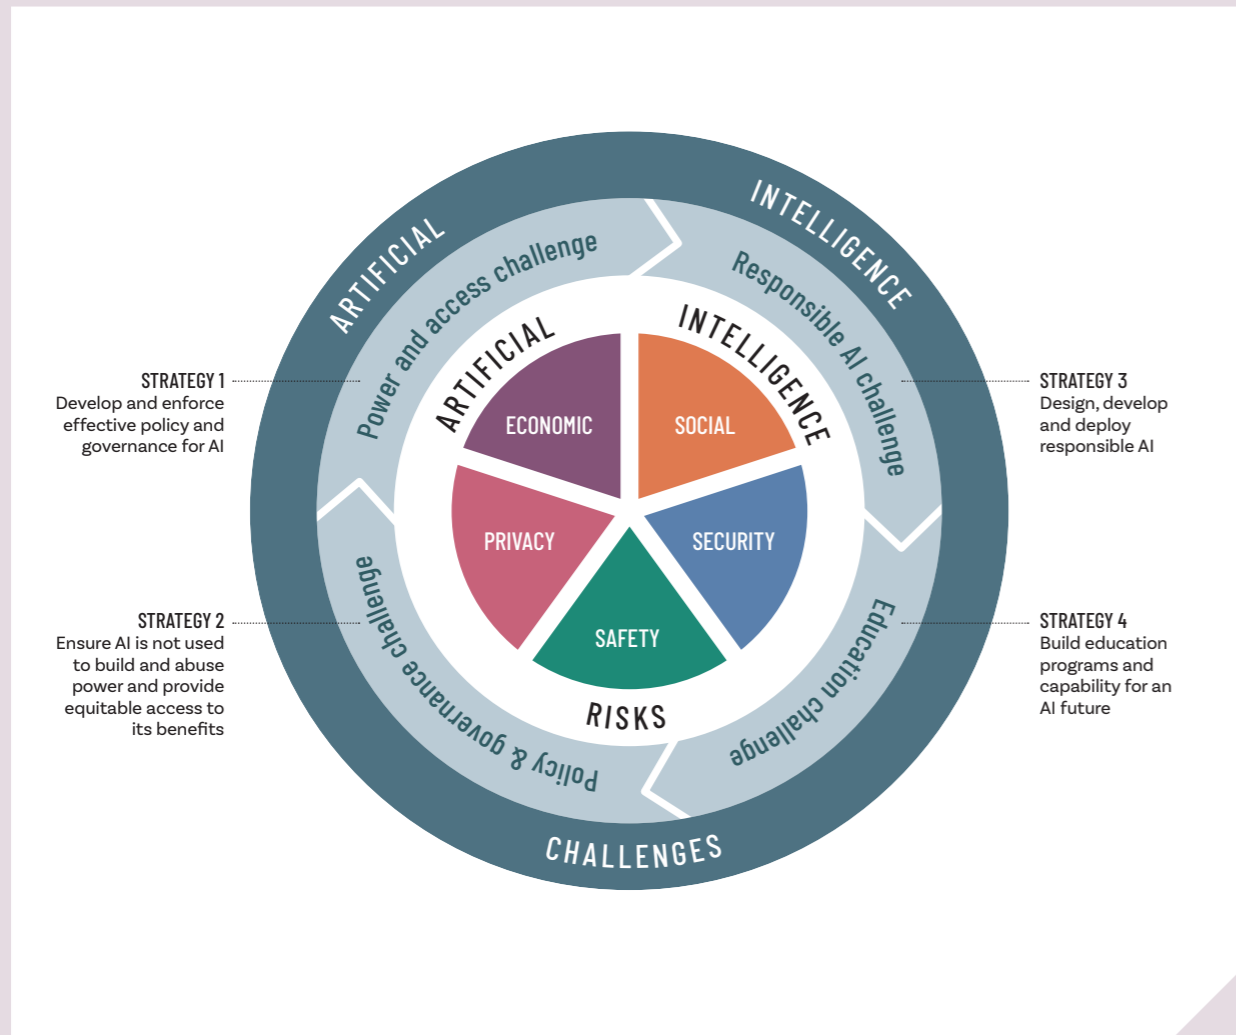 ARTIFICIAL INTELLIGENCE
CHALLENGES
Power and access challenge
Responsible AI challenge
Education challenge
Policy & governance challenge
ARTIFICIAL INTELLIGENCE
RISKS
ECONOMIC
SOCIAL
PRIVACY
SECURITY
SAFETY
STRATEGY 1
Develop and enforce
effective policy and
governance for AI
STRATEGY 2
Ensure AI is not used
to build and abuse
power and provide
equitable access to
its benefits
STRATEGY 3
Design, develop
and deploy
responsible AI
STRATEGY 4
Build education
programs and
capability for an
AI future